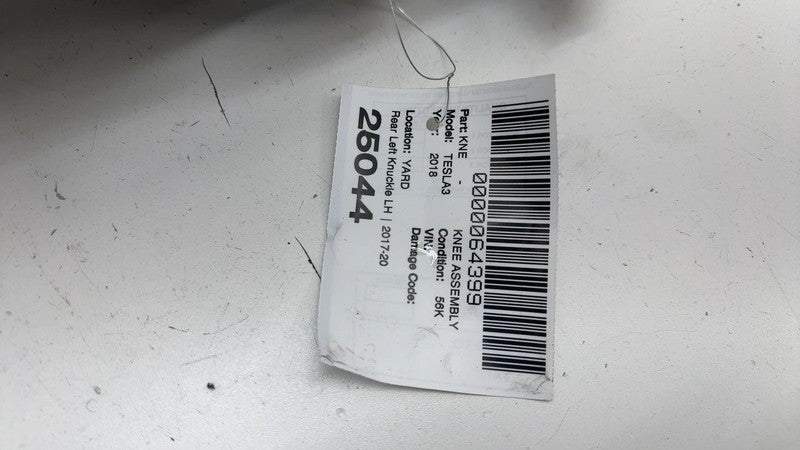 00000064399
Part: KNE - KNEE ASSEMBLY
Model: TESLA3 Condition: 56K
Year: 2018 VIN:
Location: YARD Damage Code:
Rear Left Knuckle LH | 2017-20
25044